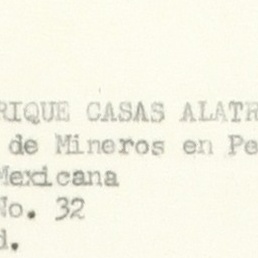 RIQUE CASAS ALATR
de Mineros en Pe
Mexicana
No. 32
d.